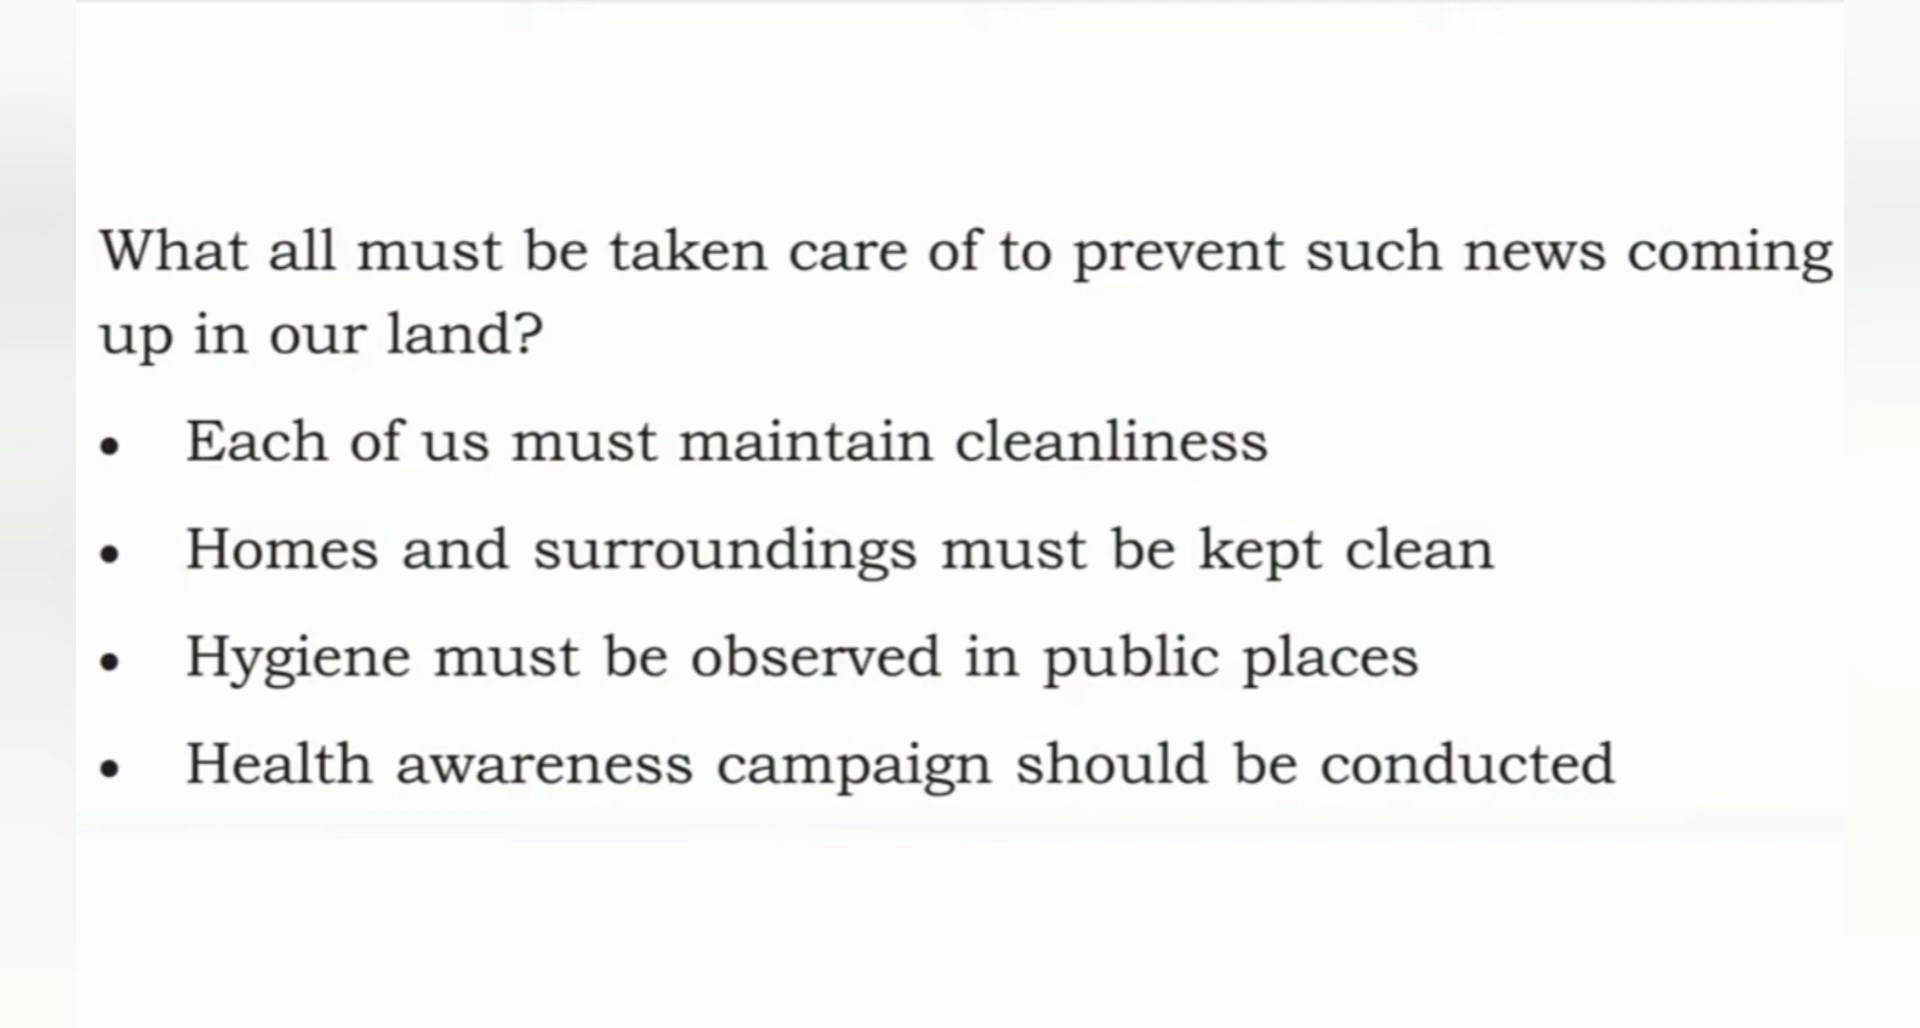 What all must be taken care of to prevent such news coming
up in our land?
• Each of us must maintain cleanliness
• Homes and surroundings must be kept clean
• Hygiene must be observed in public places
• Health awareness campaign should be conducted